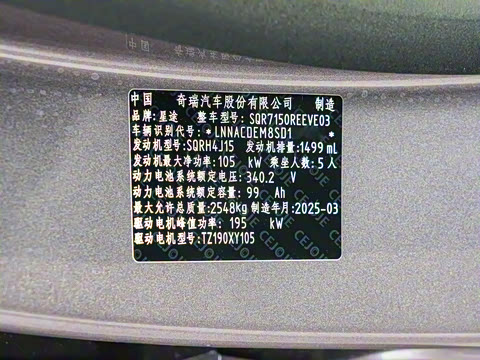 中国 奇瑞汽车股份有限公司 制造
品牌:星途 整车型号:SQR7150REEVE03
车辆识别代号:*LNNACDEM8SD1 *
发动机型号:SQRH4J15 发动机排量:1499mL
发动机最大净功率:105 kW 乘坐人数:5人
动力电池系统额定电压:340.2 V
动力电池系统额定容量:99 Ah
最大允许总质量:2548kg 制造年月:2025-03
驱动电机峰值功率:195 kW
驱动电机型号:TZ190XY105